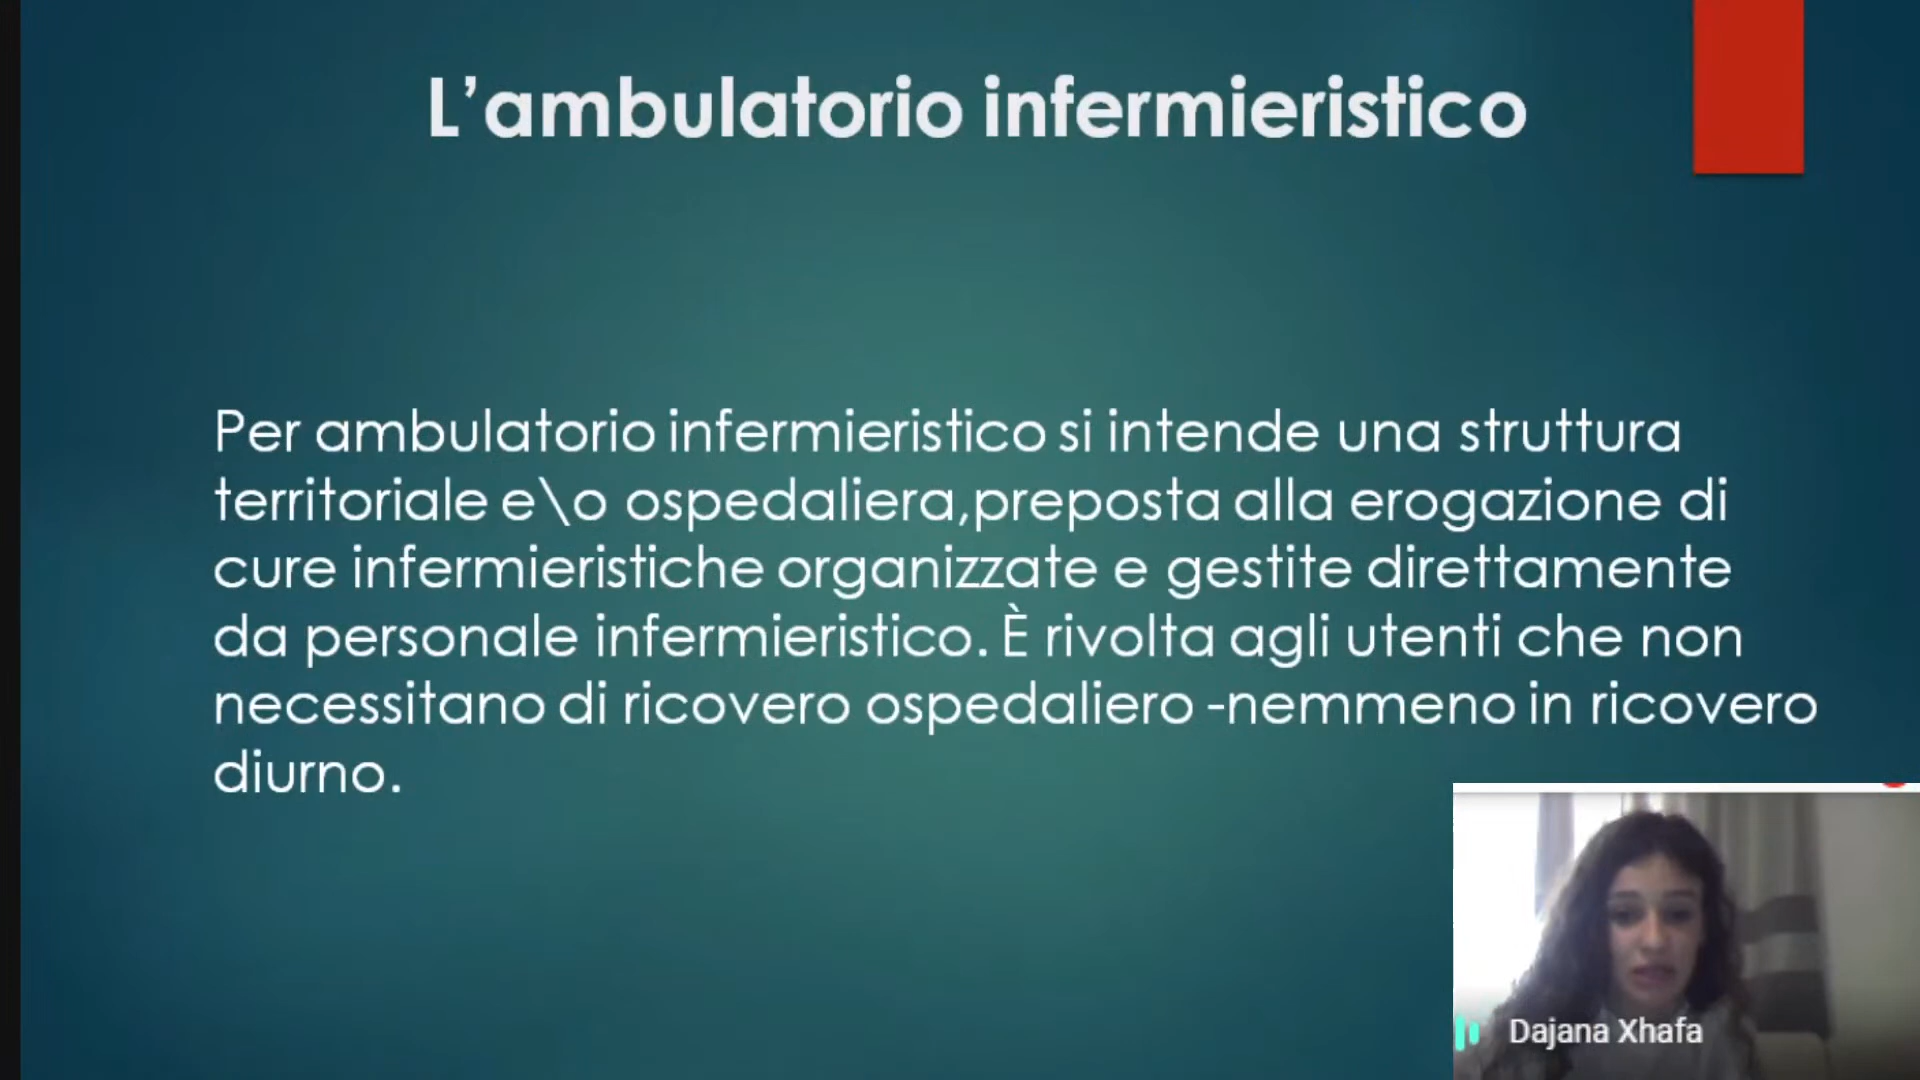 L’ambulatorio infermieristico
Per ambulatorio infermieristico si intende una struttura
territoriale e\o ospedaliera,preposta alla erogazione di
cure infermieristiche organizzate e gestite direttamente
da personale infermieristico. È rivolta agli utenti che non
necessitano di ricovero ospedaliero -nemmeno in ricovero
diurno.
Dajana Xhafa